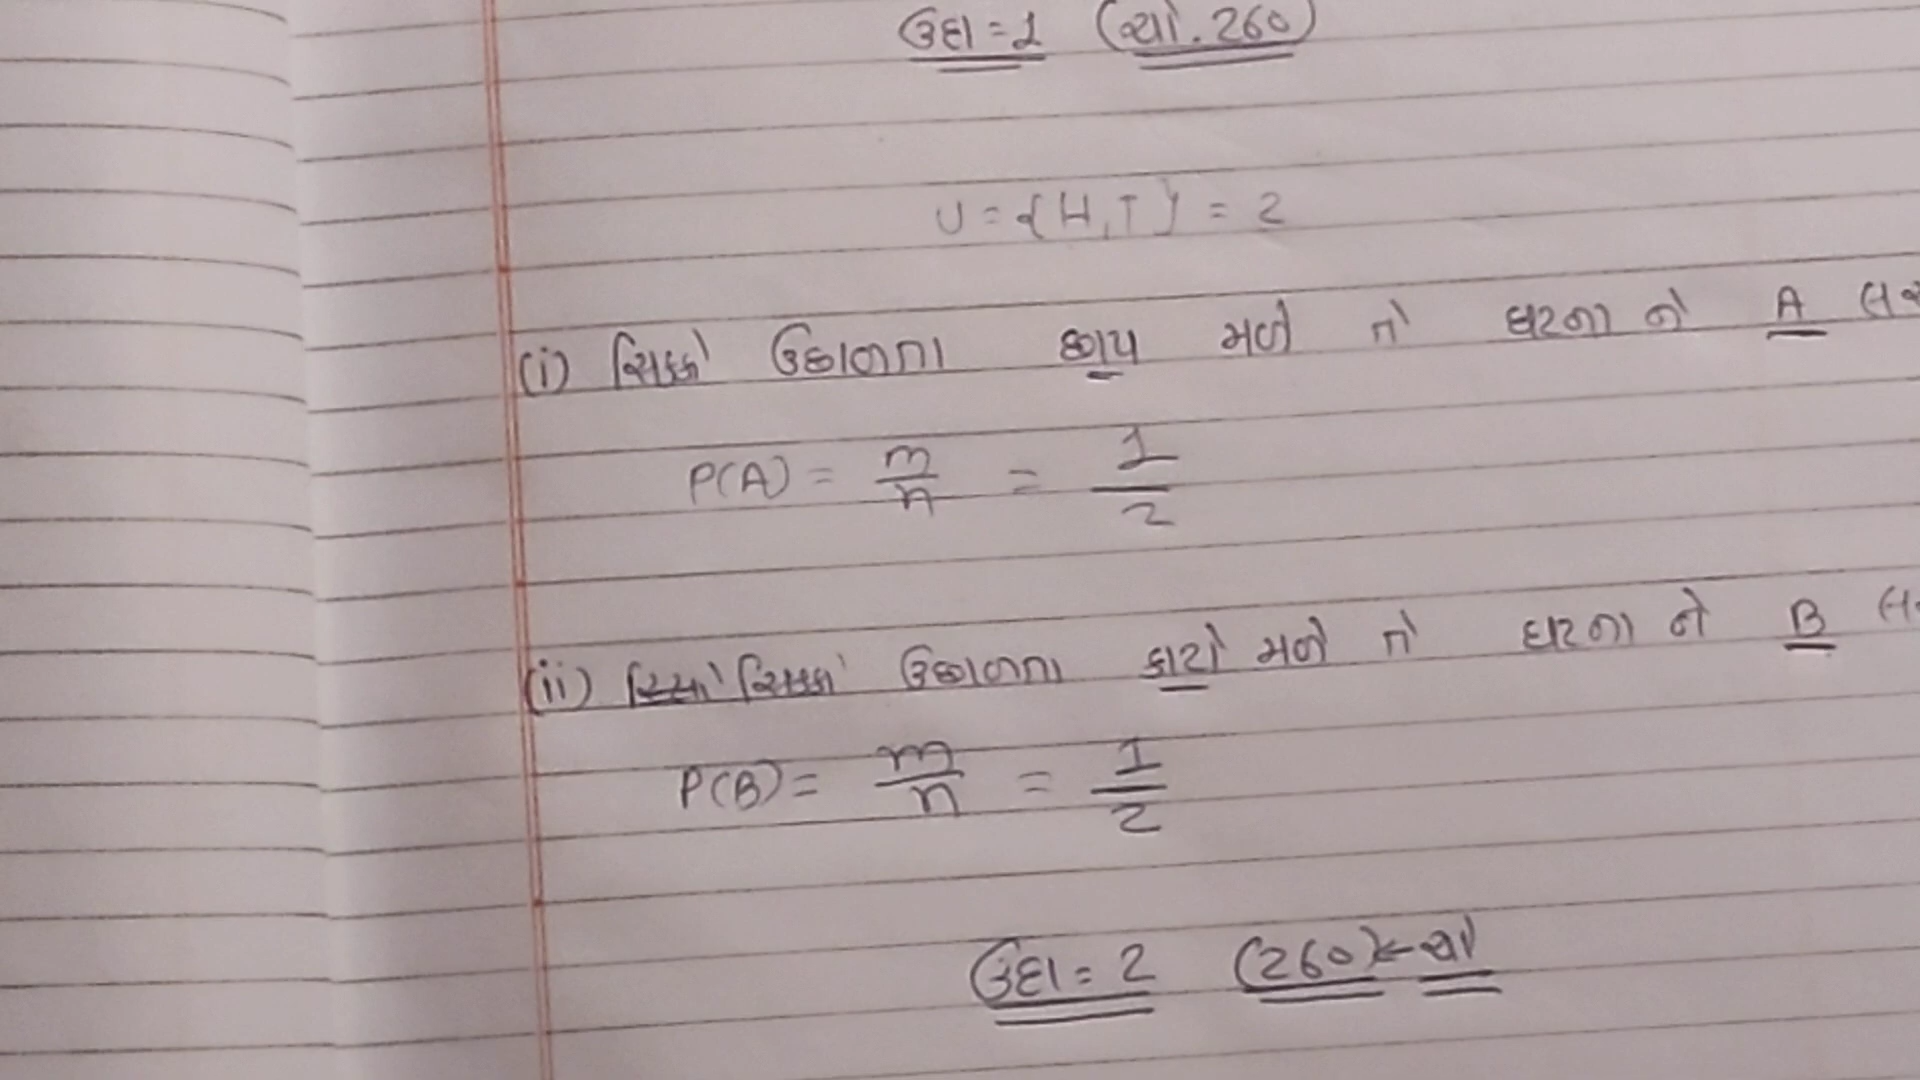 ઉદા=1 (ચો. 260)
U = {H, T} = 2
(i) સિક્કો ઉછાળતા છાપ મળે તો ઘટના ને A
P(A) = m/n = 1/2
(ii) સિક્કો ઉછાળતા કાટો મળે તો ઘટના ને B
P(B) = m/n = 1/2
ઉદા=2 (260)←ચો